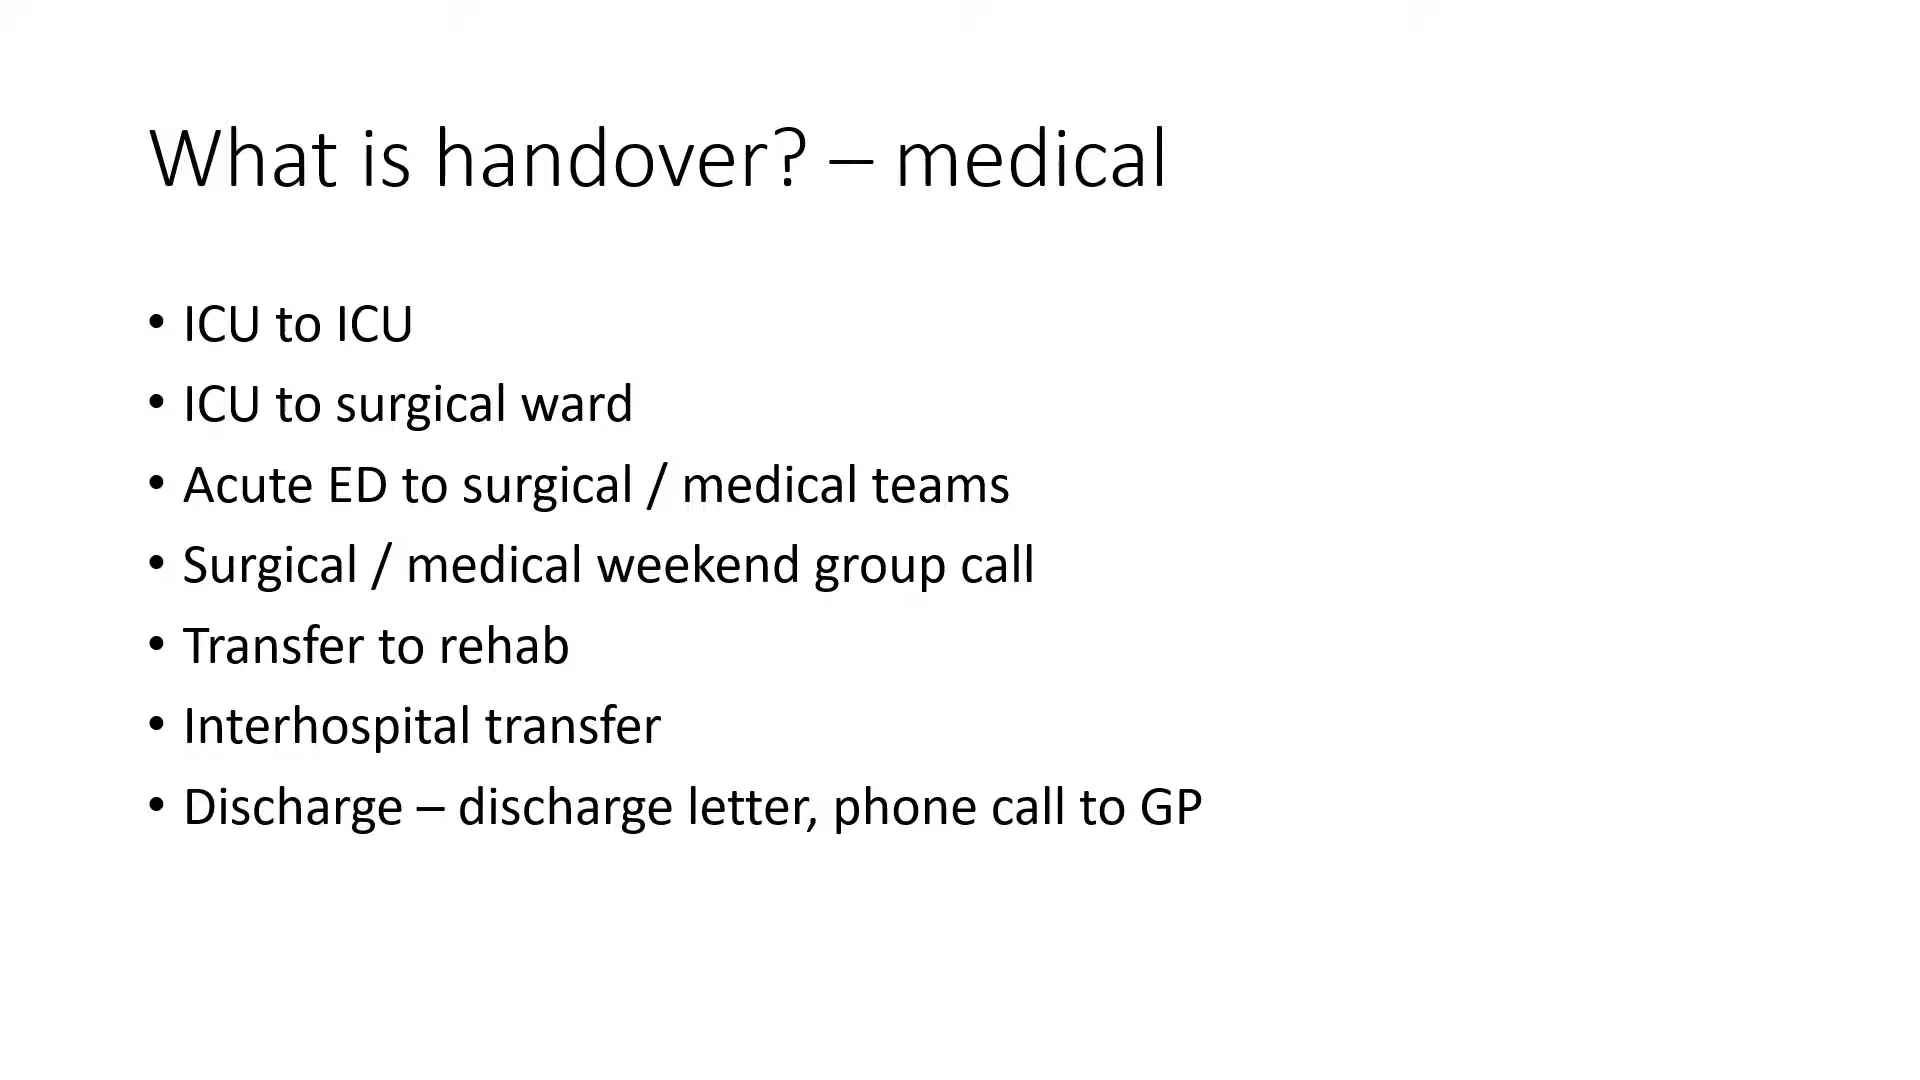 What is handover? – medical
• ICU to ICU
• ICU to surgical ward
• Acute ED to surgical / medical teams
• Surgical / medical weekend group call
• Transfer to rehab
• Interhospital transfer
• Discharge – discharge letter, phone call to GP